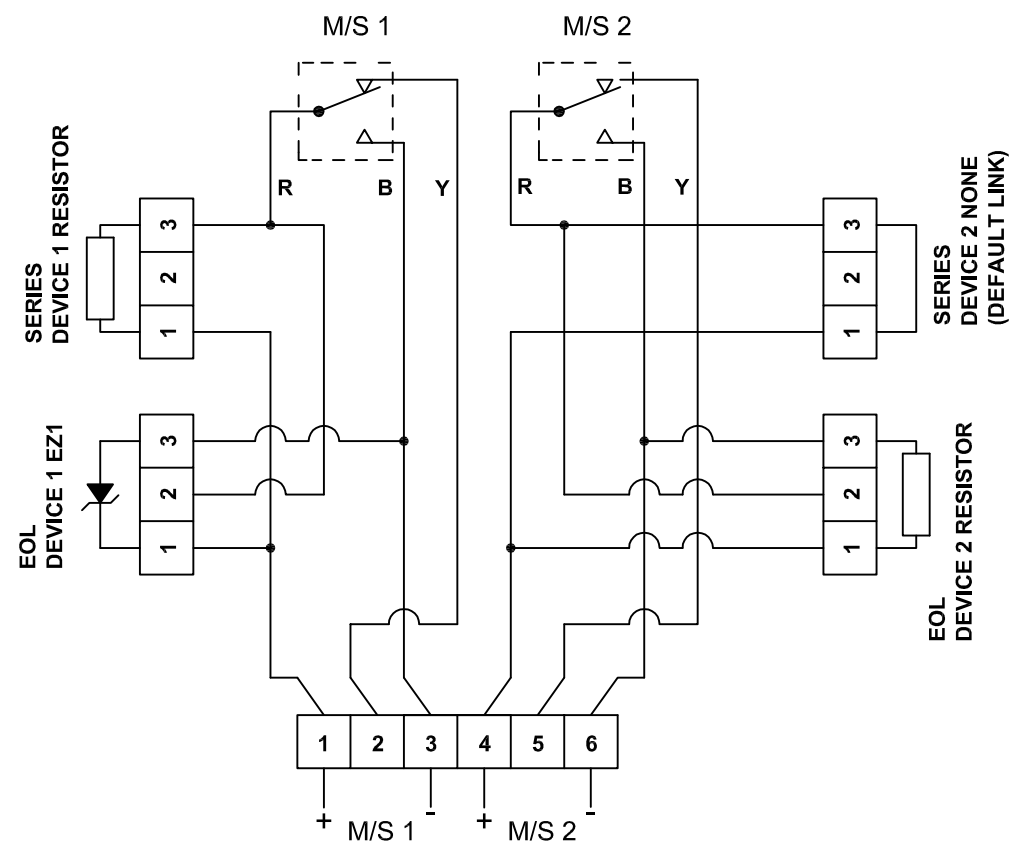 M/S 1
M/S 2
R
B
Y
R
B
Y
SERIES
DEVICE 1 RESISTOR
3
2
1
3
2
1
SERIES
DEVICE 2 NONE
(DEFAULT LINK)
EOL
DEVICE 1 EZ1
3
2
1
3
2
1
EOL
DEVICE 2 RESISTOR
1
2
3
4
5
6
+
M/S 1
-
+
M/S 2
-